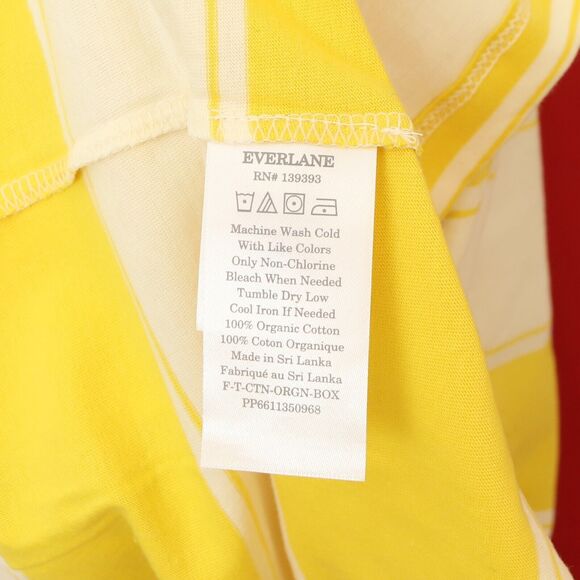 EVERLANE
RN# 139393
Machine Wash Cold
With Like Colors
Only Non-Chlorine
Bleach When Needed
Tumble Dry Low
Cool Iron If Needed
100% Organic Cotton
100% Coton Organique
Made in Sri Lanka
Fabriqué au Sri Lanka
F-T-CTN-ORGN-BOX
PP6611350968